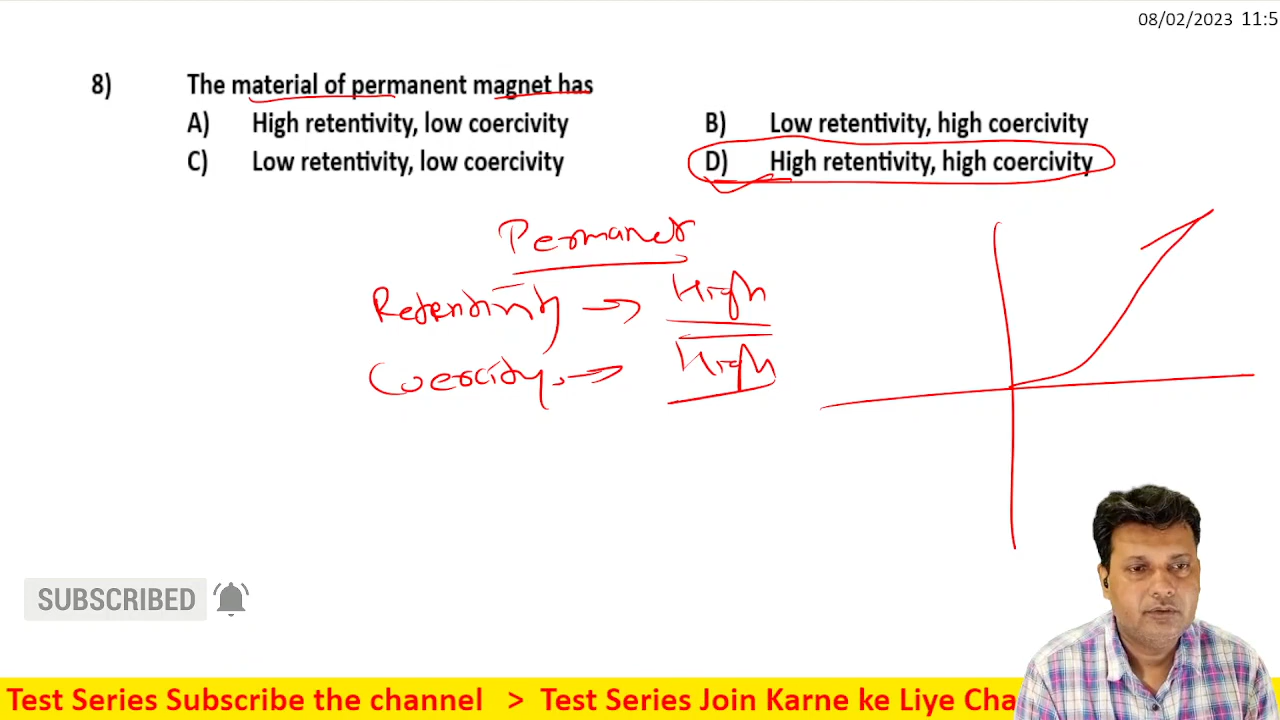 08/02/2023 11:5
8) The material of permanent magnet has
A) High retentivity, low coercivity B) Low retentivity, high coercivity
C) Low retentivity, low coercivity D) High retentivity, high coercivity
Permanet
Retentivity → High
Coercity → High
SUBSCRIBED
Test Series Subscribe the channel > Test Series Join Karne ke Liye Cha